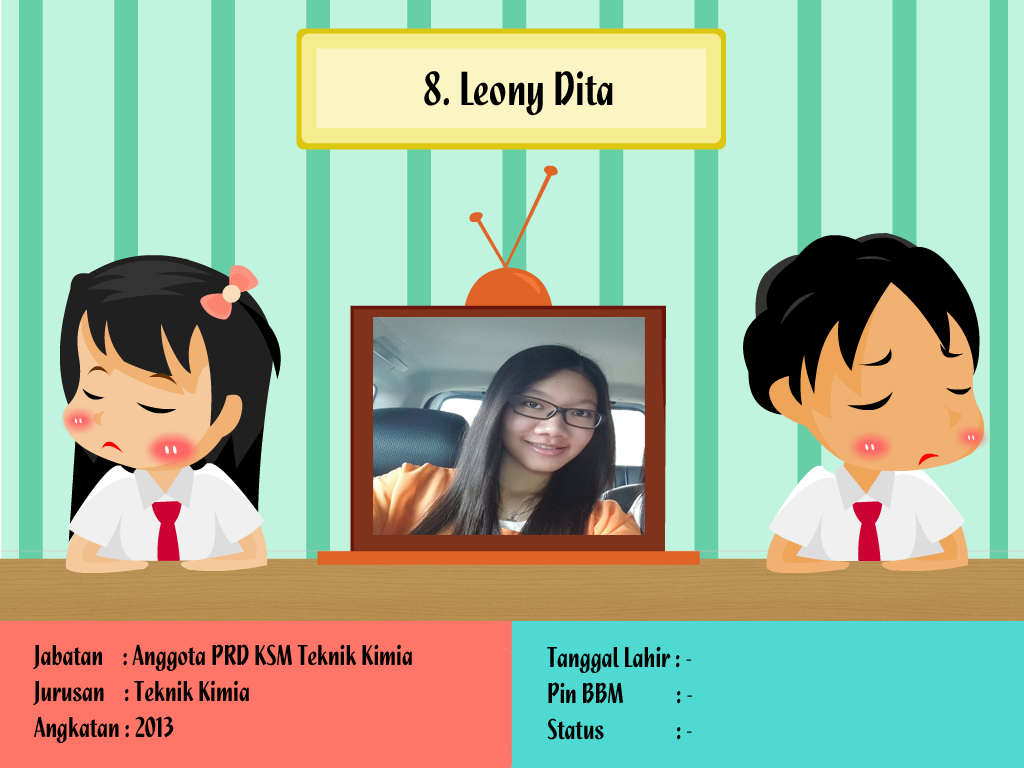 8. Leony Dita
Jabatan : Anggota PRD KSM Teknik Kimia
Jurusan : Teknik Kimia
Angkatan : 2013
Tanggal Lahir : -
Pin BBM : -
Status : -